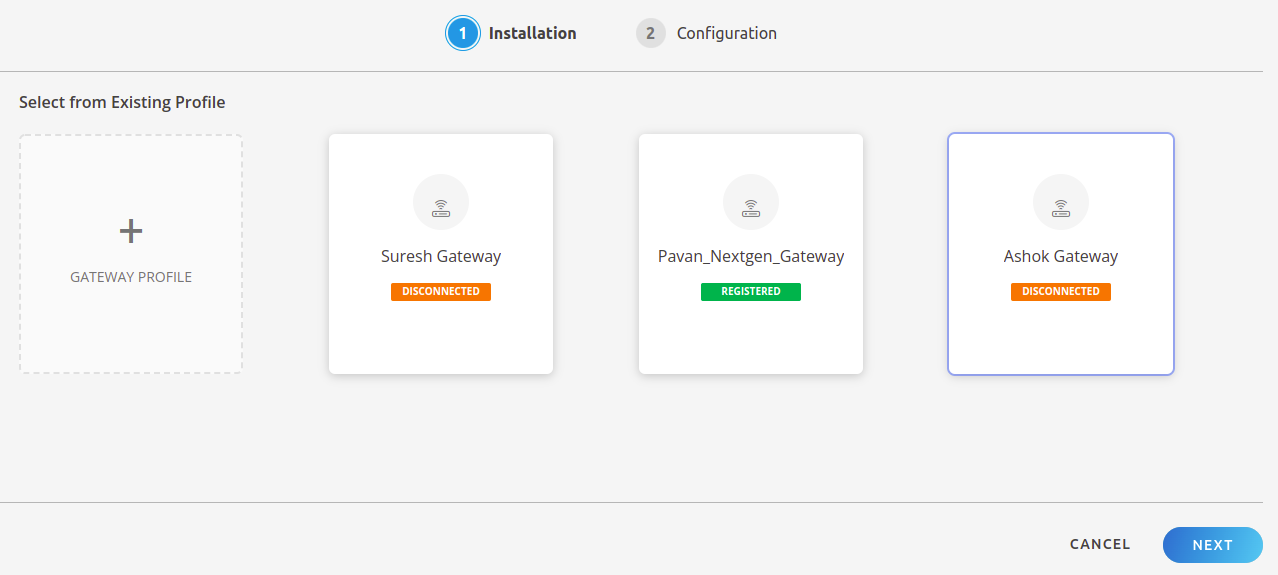 1 Installation 2 Configuration
Select from Existing Profile
+
GATEWAY PROFILE
Suresh Gateway
DISCONNECTED
Pavan_Nextgen_Gateway
REGISTERED
Ashok Gateway
DISCONNECTED
CANCEL NEXT